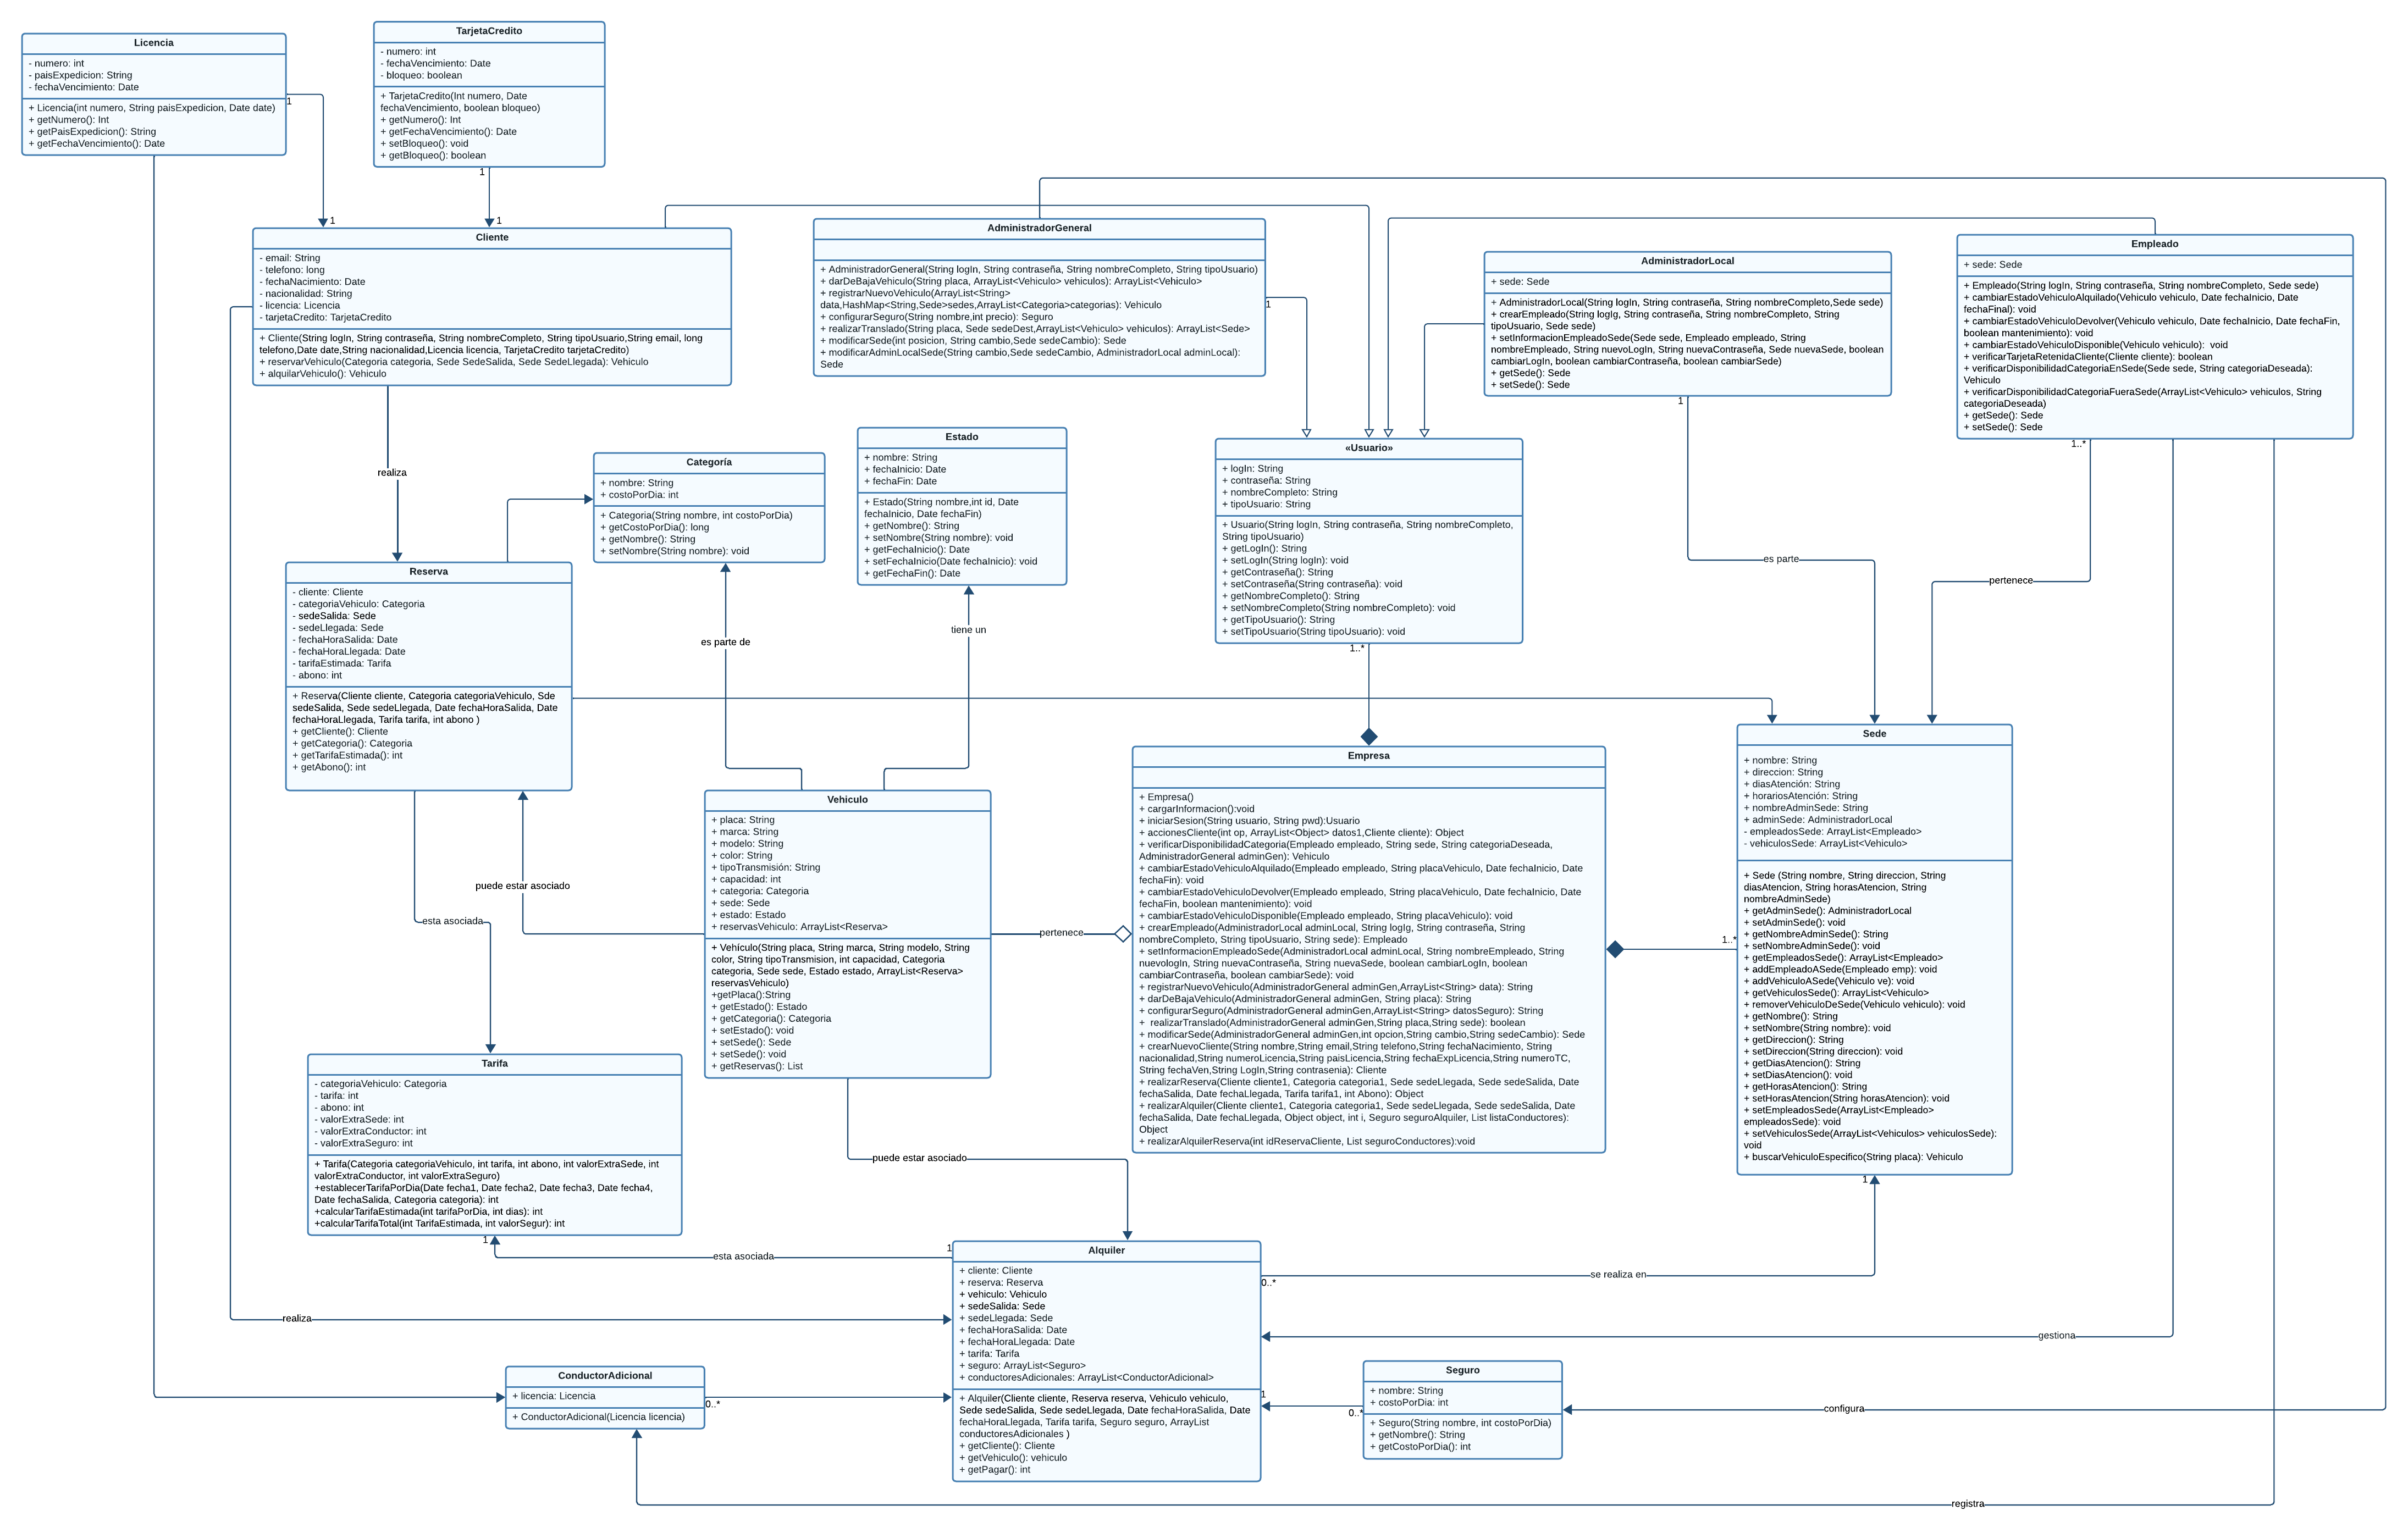 Licencia
- numero: int
- paisExpedicion: String
- fechaVencimiento: Date
+ Licencia(int numero, String paisExpedicion, Date date)
+ getNumero(): Int
+ getPaisExpedicion(): String
+ getFechaVencimiento(): Date
1
1
TarjetaCredito
- numero: int
- fechaVencimiento: Date
- bloqueo: boolean
+ TarjetaCredito(Int numero, Date
fechaVencimiento, boolean bloqueo)
+ getNumero(): Int
+ getFechaVencimiento(): Date
+ setBloqueo(): void
+ getBloqueo(): boolean
1
1
Cliente
- email: String
- telefono: long
- fechaNacimiento: Date
- nacionalidad: String
- licencia: Licencia
- tarjetaCredito: TarjetaCredito
+ Cliente(String logIn, String contraseña, String nombreCompleto, String tipoUsuario,String email, long
telefono,Date date,String nacionalidad,Licencia licencia, TarjetaCredito tarjetaCredito)
+ reservarVehiculo(Categoria categoria, Sede SedeSalida, Sede SedeLlegada): Vehiculo
+ alquilarVehiculo(): Vehiculo
AdministradorGeneral
+ AdministradorGeneral(String logIn, String contraseña, String nombreCompleto, String tipoUsuario)
+ darDeBajaVehiculo(String placa, ArrayList<Vehiculo> vehiculos): ArrayList<Vehiculo>
+ registrarNuevoVehiculo(ArrayList<String>
data,HashMap<String,Sede>sedes,ArrayList<Categoria>categorias): Vehiculo
+ configurarSeguro(String nombre,int precio): Seguro
+ realizarTranslado(String placa, Sede sedeDest,ArrayList<Vehiculo> vehiculos): ArrayList<Sede>
+ modificarSede(int posicion, String cambio,Sede sedeCambio): Sede
+ modificarAdminLocalSede(String cambio,Sede sedeCambio, AdministradorLocal adminLocal):
Sede
1
AdministradorLocal
+ sede: Sede
+ AdministradorLocal(String logIn, String contraseña, String nombreCompleto,Sede sede)
+ crearEmpleado(String logIg, String contraseña, String nombreCompleto, String
tipoUsuario, Sede sede)
+ setInformacionEmpleadoSede(Sede sede, Empleado empleado, String
nombreEmpleado, String nuevoLogIn, String nuevaContraseña, Sede nuevaSede, boolean
cambiarLogIn, boolean cambiarContraseña, boolean cambiarSede)
+ getSede(): Sede
+ setSede(): Sede
1
es parte
Empleado
+ sede: Sede
+ Empleado(String logIn, String contraseña, String nombreCompleto, Sede sede)
+ cambiarEstadoVehiculoAlquilado(Vehiculo vehiculo, Date fechaInicio, Date
fechaFinal): void
+ cambiarEstadoVehiculoDevolver(Vehiculo vehiculo, Date fechaInicio, Date fechaFin,
boolean mantenimiento): void
+ cambiarEstadoVehiculoDisponible(Vehiculo vehiculo):  void
+ verificarTarjetaRetenidaCliente(Cliente cliente): boolean
+ verificarDisponibilidadCategoriaEnSede(Sede sede, String categoriaDeseada):
Vehiculo
+ verificarDisponibilidadCategoriaFueraSede(ArrayList<Vehiculo> vehiculos, String
categoriaDeseada)
+ getSede(): Sede
+ setSede(): Sede
1..*
pertenece
realiza
Categoría
+ nombre: String
+ costoPorDia: int
+ Categoria(String nombre, int costoPorDia)
+ getCostoPorDia(): long
+ getNombre(): String
+ setNombre(String nombre): void
es parte de
Estado
+ nombre: String
+ fechaInicio: Date
+ fechaFin: Date
+ Estado(String nombre,int id, Date
fechaInicio, Date fechaFin)
+ getNombre(): String
+ setNombre(String nombre): void
+ getFechaInicio(): Date
+ setFechaInicio(Date fechaInicio): void
+ getFechaFin(): Date
tiene un
«Usuario»
+ logIn: String
+ contraseña: String
+ nombreCompleto: String
+ tipoUsuario: String
+ Usuario(String logIn, String contraseña, String nombreCompleto,
String tipoUsuario)
+ getLogIn(): String
+ setLogIn(String logIn): void
+ getContraseña(): String
+ setContraseña(String contraseña): void
+ getNombreCompleto(): String
+ setNombreCompleto(String nombreCompleto): void
+ getTipoUsuario(): String
+ setTipoUsuario(String tipoUsuario): void
1..*
Reserva
- cliente: Cliente
- categoriaVehiculo: Categoria
- sedeSalida: Sede
- sedeLlegada: Sede
- fechaHoraSalida: Date
- fechaHoraLlegada: Date
- tarifaEstimada: Tarifa
- abono: int
+ Reserva(Cliente cliente, Categoria categoriaVehiculo, Sde
sedeSalida, Sede sedeLlegada, Date fechaHoraSalida, Date
fechaHoraLlegada, Tarifa tarifa, int abono )
+ getCliente(): Cliente
+ getCategoria(): Categoria
+ getTarifaEstimada(): int
+ getAbono(): int
puede estar asociado
esta asociada
Vehiculo
+ placa: String
+ marca: String
+ modelo: String
+ color: String
+ tipoTransmisión: String
+ capacidad: int
+ categoria: Categoria
+ sede: Sede
+ estado: Estado
+ reservasVehiculo: ArrayList<Reserva>
+ Vehículo(String placa, String marca, String modelo, String
color, String tipoTransmision, int capacidad, Categoria
categoria, Sede sede, Estado estado, ArrayList<Reserva>
reservasVehiculo)
+getPlaca():String
+ getEstado(): Estado
+ getCategoria(): Categoria
+ setEstado(): void
+ setSede(): Sede
+ setSede(): void
+ getReservas(): List
pertenece
puede estar asociado
Empresa
+ Empresa()
+ cargarInformacion():void
+ iniciarSesion(String usuario, String pwd):Usuario
+ accionesCliente(int op, ArrayList<Object> datos1,Cliente cliente): Object
+ verificarDisponibilidadCategoria(Empleado empleado, String sede, String categoriaDeseada,
AdministradorGeneral adminGen): Vehiculo
+ cambiarEstadoVehiculoAlquilado(Empleado empleado, String placaVehiculo, Date fechaInicio, Date
fechaFin): void
+ cambiarEstadoVehiculoDevolver(Empleado empleado, String placaVehiculo, Date fechaInicio, Date
fechaFin, boolean mantenimiento): void
+ cambiarEstadoVehiculoDisponible(Empleado empleado, String placaVehiculo): void
+ crearEmpleado(AdministradorLocal adminLocal, String logIg, String contraseña, String
nombreCompleto, String tipoUsuario, String sede): Empleado
+ setInformacionEmpleadoSede(AdministradorLocal adminLocal, String nombreEmpleado, String
nuevologIn, String nuevaContraseña, String nuevaSede, boolean cambiarLogIn, boolean
cambiarContraseña, boolean cambiarSede): void
+ registrarNuevoVehiculo(AdministradorGeneral adminGen,ArrayList<String> data): String
+ darDeBajaVehiculo(AdministradorGeneral adminGen, String placa): String
+ configurarSeguro(AdministradorGeneral adminGen,ArrayList<String> datosSeguro): String
+  realizarTranslado(AdministradorGeneral adminGen,String placa,String sede): boolean
+ modificarSede(AdministradorGeneral adminGen,int opcion,String cambio,String sedeCambio): Sede
+ crearNuevoCliente(String nombre,String email,String telefono,String fechaNacimiento, String
nacionalidad,String numeroLicencia,String paisLicencia,String fechaExpLicencia,String numeroTC,
String fechaVen,String LogIn,String contrasenia): Cliente
+ realizarReserva(Cliente cliente1, Categoria categoria1, Sede sedeLlegada, Sede sedeSalida, Date
fechaSalida, Date fechaLlegada, Tarifa tarifa1, int Abono): Object
+ realizarAlquiler(Cliente cliente1, Categoria categoria1, Sede sedeLlegada, Sede sedeSalida, Date
fechaSalida, Date fechaLlegada, Object object, int i, Seguro seguroAlquiler, List listaConductores):
Object
+ realizarAlquilerReserva(int idReservaCliente, List seguroConductores):void
1..*
Sede
+ nombre: String
+ direccion: String
+ diasAtención: String
+ horariosAtención: String
+ nombreAdminSede: String
+ adminSede: AdministradorLocal
- empleadosSede: ArrayList<Empleado>
- vehiculosSede: ArrayList<Vehiculo>
+ Sede (String nombre, String direccion, String
diasAtencion, String horasAtencion, String
nombreAdminSede)
+ getAdminSede(): AdministradorLocal
+ setAdminSede(): void
+ getNombreAdminSede(): String
+ setNombreAdminSede(): void
+ getEmpleadosSede(): ArrayList<Empleado>
+ addEmpleadoASede(Empleado emp): void
+ addVehiculoASede(Vehiculo ve): void
+ getVehiculosSede(): ArrayList<Vehiculo>
+ removerVehiculoDeSede(Vehiculo vehiculo): void
+ getNombre(): String
+ setNombre(String nombre): void
+ getDireccion(): String
+ setDireccion(String direccion): void
+ getDiasAtencion(): String
+ setDiasAtencion(): void
+ getHorasAtencion(): String
+ setHorasAtencion(String horasAtencion): void
+ setEmpleadosSede(ArrayList<Empleado>
empleadosSede): void
+ setVehiculosSede(ArrayList<Vehiculos> vehiculosSede):
void
+ buscarVehiculoEspecifico(String placa): Vehiculo
1
Tarifa
- categoriaVehiculo: Categoria
- tarifa: int
- abono: int
- valorExtraSede: int
- valorExtraConductor: int
- valorExtraSeguro: int
+ Tarifa(Categoria categoriaVehiculo, int tarifa, int abono, int valorExtraSede, int
valorExtraConductor, int valorExtraSeguro)
+establecerTarifaPorDia(Date fecha1, Date fecha2, Date fecha3, Date fecha4,
Date fechaSalida, Categoria categoria): int
+calcularTarifaEstimada(int tarifaPorDia, int dias): int
+calcularTarifaTotal(int TarifaEstimada, int valorSegur): int
1
esta asociada
1
realiza
Alquiler
+ cliente: Cliente
+ reserva: Reserva
+ vehiculo: Vehiculo
+ sedeSalida: Sede
+ sedeLlegada: Sede
+ fechaHoraSalida: Date
+ fechaHoraLlegada: Date
+ tarifa: Tarifa
+ seguro: ArrayList<Seguro>
+ conductoresAdicionales: ArrayList<ConductorAdicional>
+ Alquiler(Cliente cliente, Reserva reserva, Vehiculo vehiculo,
Sede sedeSalida, Sede sedeLlegada, Date fechaHoraSalida, Date
fechaHoraLlegada, Tarifa tarifa, Seguro seguro, ArrayList
conductoresAdicionales )
+ getCliente(): Cliente
+ getVehiculo(): vehiculo
+ getPagar(): int
0..*
se realiza en
gestiona
ConductorAdicional
+ licencia: Licencia
+ ConductorAdicional(Licencia licencia)
0..*
1
0..*
Seguro
+ nombre: String
+ costoPorDia: int
+ Seguro(String nombre, int costoPorDia)
+ getNombre(): String
+ getCostoPorDia(): int
configura
registra